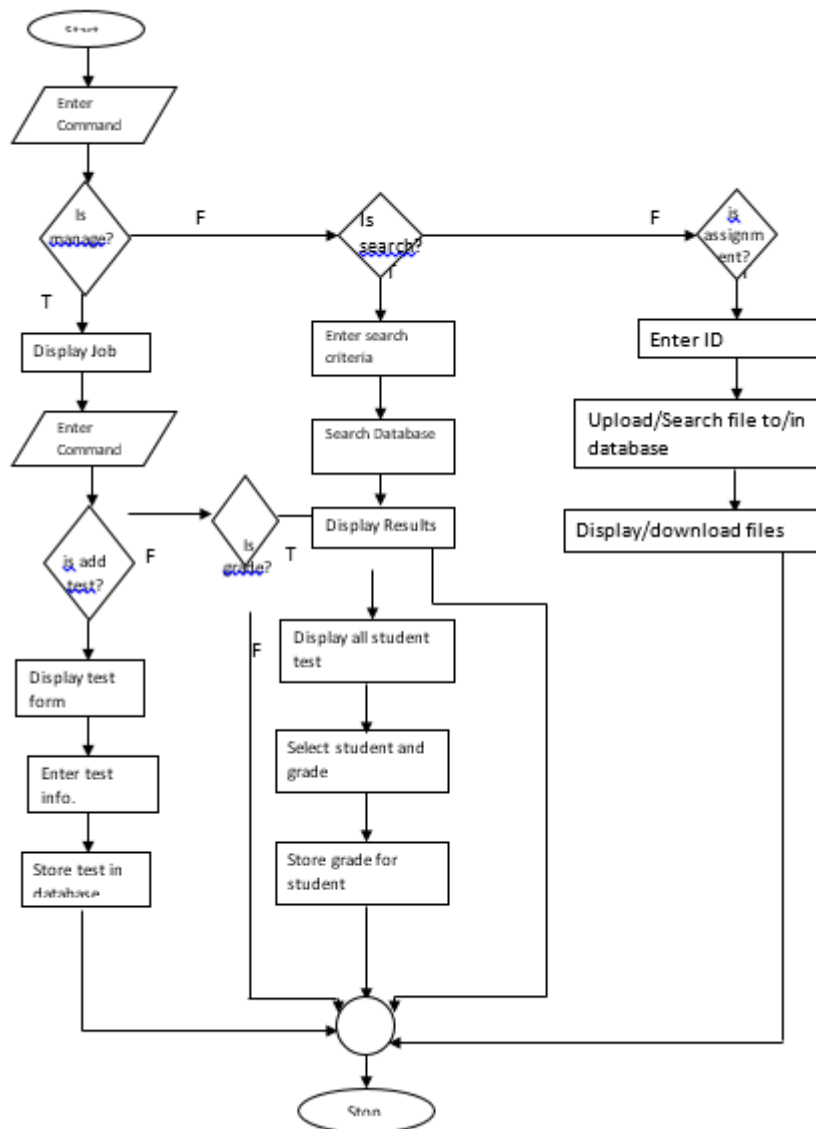 Start
Enter
Command
Is
manage?
F
Is
search?
T
F
is
assignm
ent?
T
T
Display Job
Enter search
criteria
Enter ID
Enter
Command
Search Database
Upload/Search file to/in
database
Display Results
Display/download files
is add
test?
F
Is
grade?
T
F
Display all student
test
Display test
form
Select student and
grade
Enter test
info.
Store grade for
student
Store test in
database
Stop